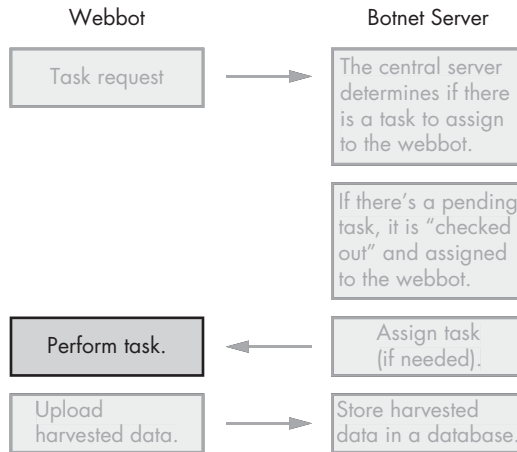 Webbot
Botnet Server
Task request
The central server
determines if there
is a task to assign
to the webbot.
If there's a pending
task, it is “checked
out” and assigned
to the webbot.
Perform task.
Assign task
(if needed).
Upload
harvested data.
Store harvested
data in a database.